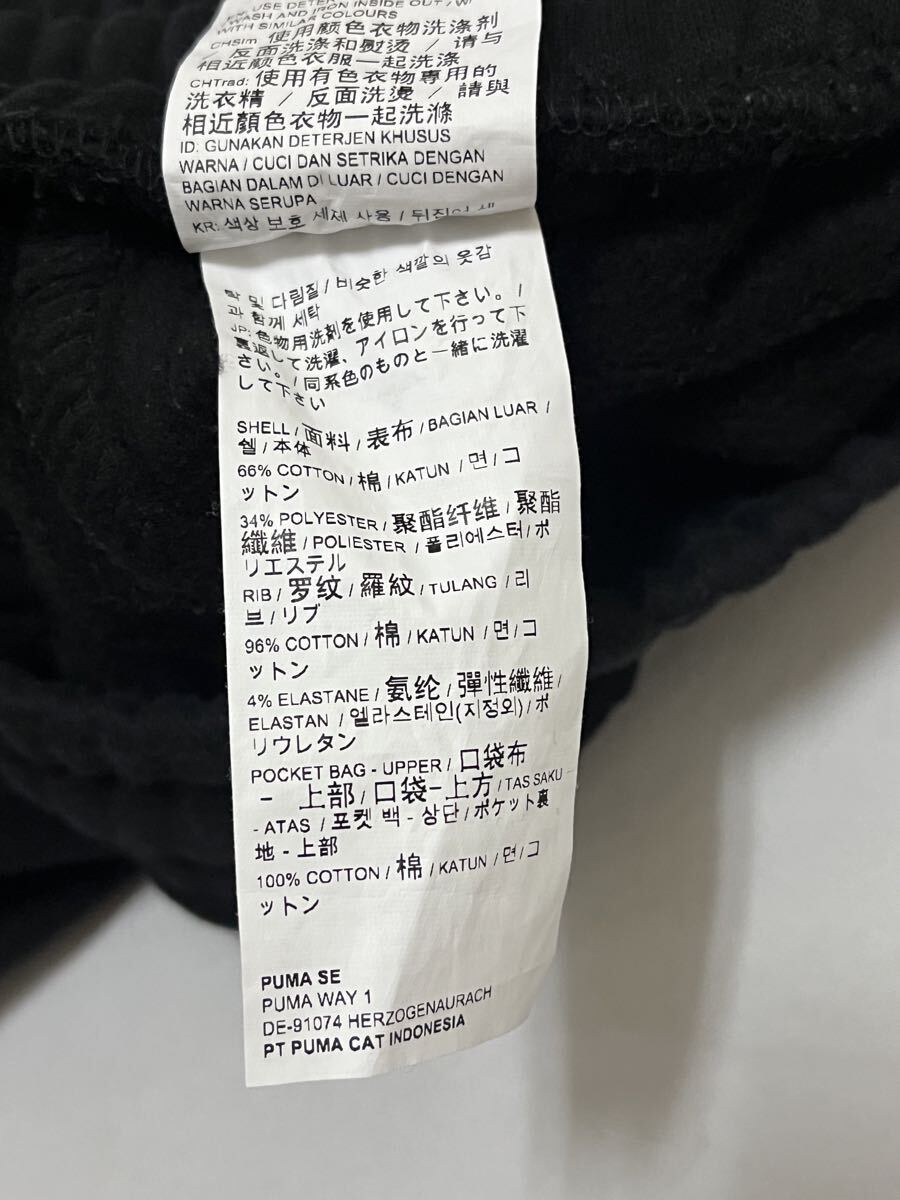 USE DETER
WASH AND IRON INSIDE OUT / WI
WITH SIMILAR COLOURS
CHSim 使用颜色衣物洗涤剂
/ 反面洗涤和熨烫 / 请与
相近颜色衣服一起洗涤
CHTrad: 使用有色衣物專用的
洗衣精 / 反面洗燙 / 請與
相近顏色衣物一起洗滌
ID: GUNAKAN DETERJEN KHUSUS
WARNA / CUCI DAN SETRIKA DENGAN
BAGIAN DALAM DI LUAR / CUCI DENGAN
WARNA SERUPA
KR: 색상 보호 세제 사용 / 뒤집어 세
탁 및 다림질 / 비슷한 색깔의 옷감
과 함께 세탁
JP: 色物用洗剤を使用して下さい。/
裏返して洗濯、アイロンを行って下
さい。/ 同系色のものと一緒に洗濯
して下さい
SHELL / 面料 / 表布 / BAGIAN LUAR /
쉘 / 本体
66% COTTON / 棉 / KATUN / 면 / コ
ットン
34% POLYESTER / 聚酯纤维 / 聚酯
纖維 / POLIESTER / 폴리에스터 / ポ
リエステル
RIB / 罗纹 / 羅紋 / TULANG / 리
브 / リブ
96% COTTON / 棉 / KATUN / 면 / コ
ットン
4% ELASTANE / 氨纶 / 彈性纖維 /
ELASTAN / 엘라스테인(지정외) / ポ
リウレタン
POCKET BAG - UPPER / 口袋布
- 上部 / 口袋-上方 / TAS SAKU
- ATAS / 포켓 백 - 상단 / ポケット裏
地 - 上部
100% COTTON / 棉 / KATUN / 면 / コ
ットン
PUMA SE
PUMA WAY 1
DE-91074 HERZOGENAURACH
PT PUMA CAT INDONESIA